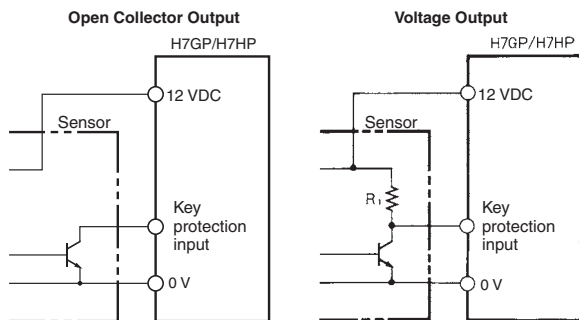 Open Collector Output
H7GP/H7HP
12 VDC
Sensor
Key
protection
input
0 V
Voltage Output
H7GP/H7HP
12 VDC
Sensor
R₁
Key
protection
input
0 V